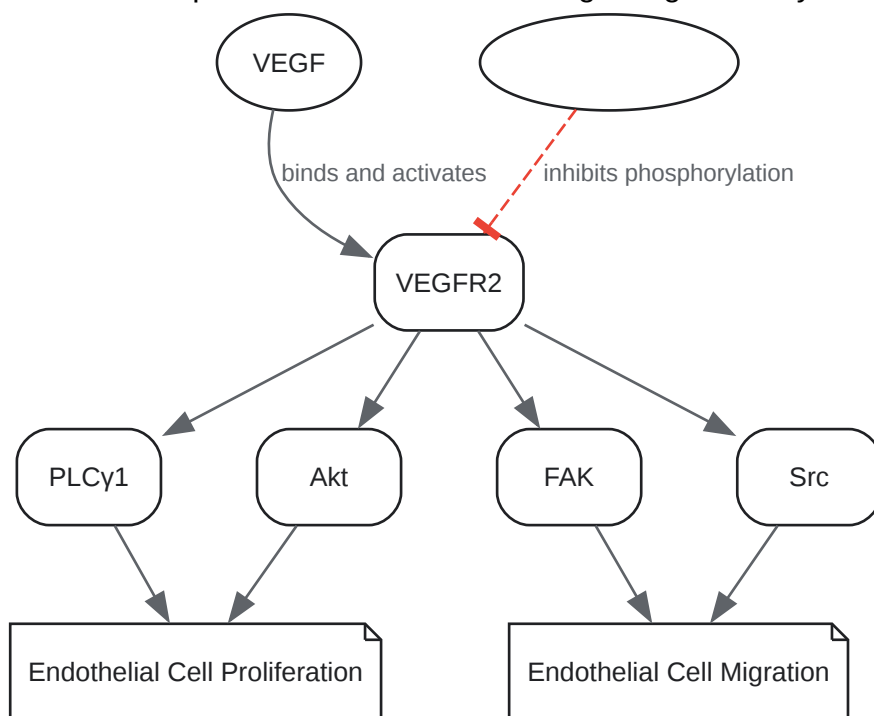 VEGF
binds and activates
inhibits phosphorylation
VEGFR2
PLCγ1
Akt
FAK
Src
Endothelial Cell Proliferation
Endothelial Cell Migration